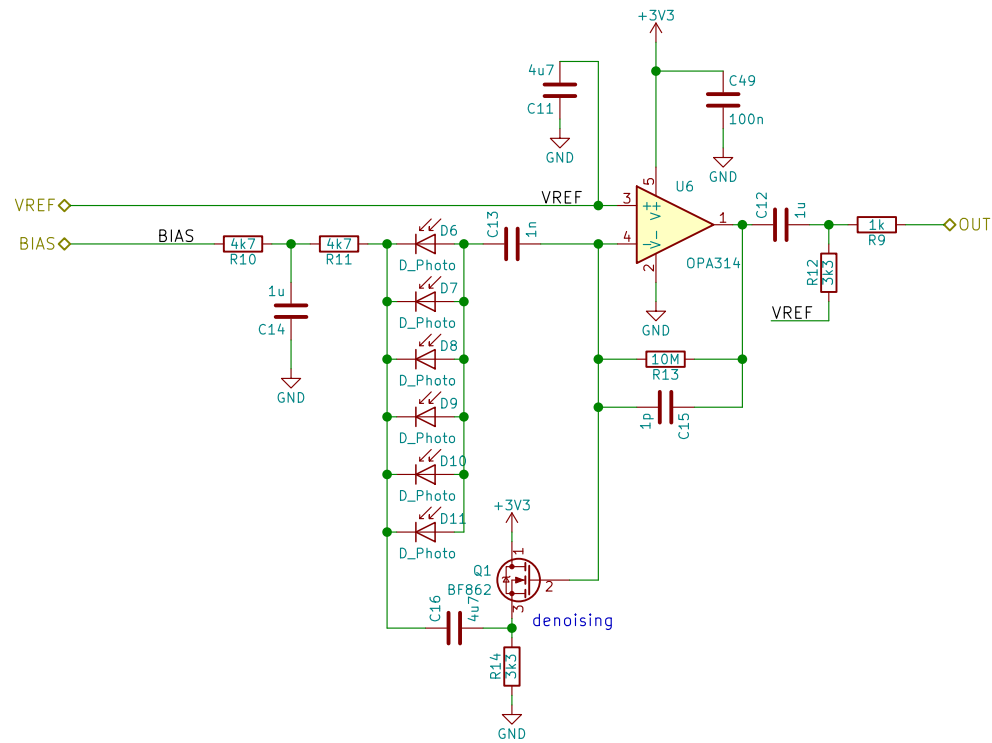 +3V3
4u7
C11
GND
C49
100n
GND
VREF
VREF
3
5
U6
V+
1
C12
1u
1k
R9
OUT
BIAS
BIAS
4k7
R10
4k7
R11
D6
D_Photo
C13
1n
4
V-
2
OPA314
GND
R12
3k3
VREF
1u
C14
GND
D7
D_Photo
D8
D_Photo
10M
R13
D9
D_Photo
1p
C15
D10
D_Photo
D11
D_Photo
+3V3
1
Q1
BF862
2
3
denoising
C16
4u7
R14
3k3
GND